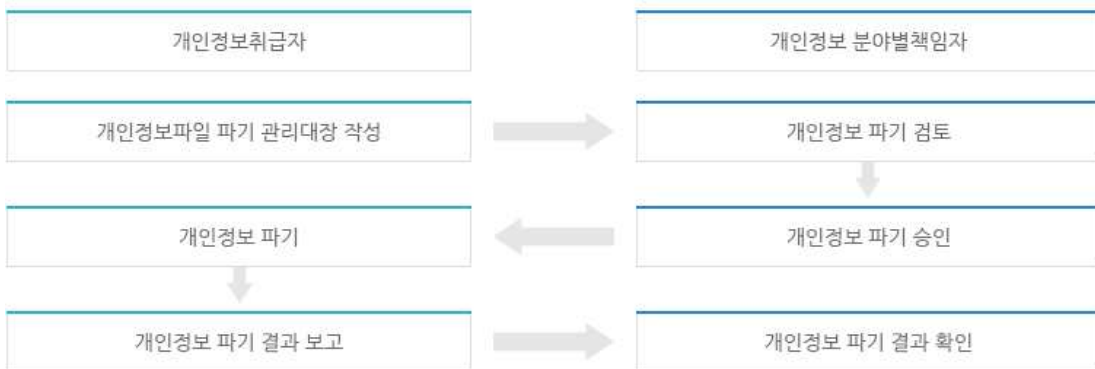 개인정보취급자
개인정보 분야별책임자
개인정보파일 파기 관리대장 작성
개인정보 파기 검토
개인정보 파기
개인정보 파기 승인
개인정보 파기 결과 보고
개인정보 파기 결과 확인